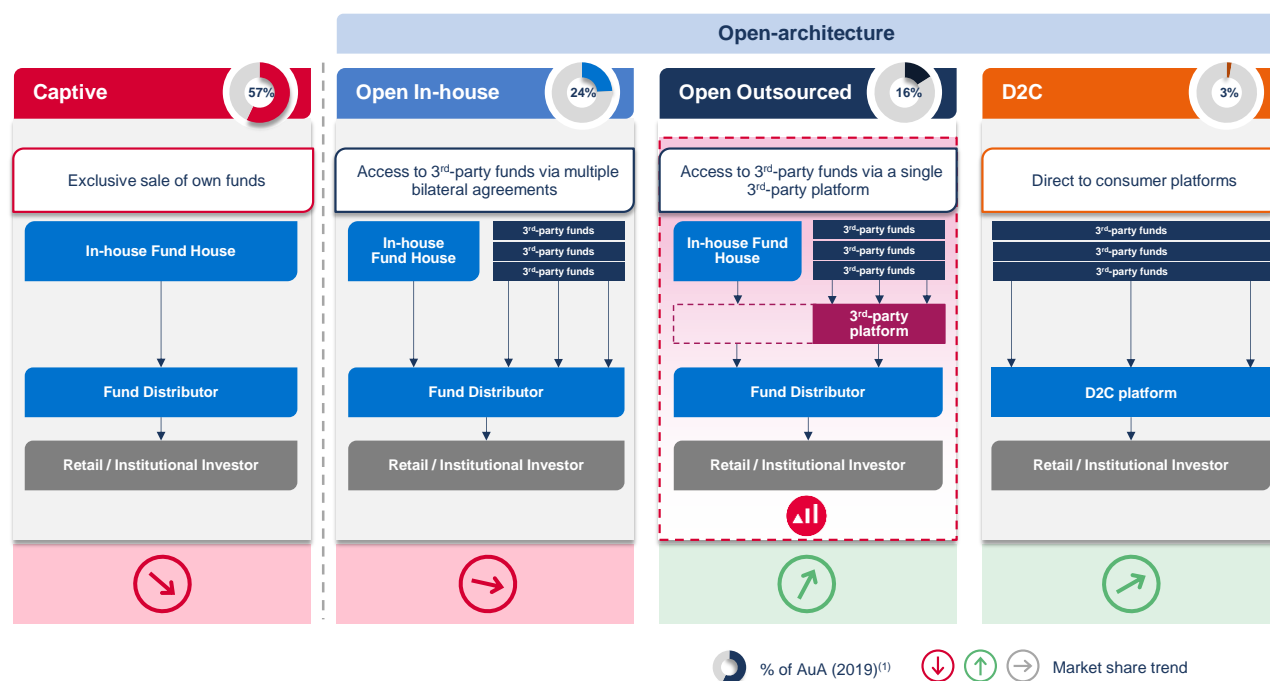 Open-architecture
Captive
57%
Open In-house
24%
Open Outsourced
16%
D2C
3%
Exclusive sale of own funds
Access to 3rd-party funds via multiple
bilateral agreements
Access to 3rd-party funds via a single
3rd-party platform
Direct to consumer platforms
In-house Fund House
In-house
Fund House
3rd-party funds
3rd-party funds
3rd-party funds
In-house Fund
House
3rd-party funds
3rd-party funds
3rd-party funds
3rd-party funds
3rd-party funds
3rd-party funds
3rd-party
platform
Fund Distributor
Fund Distributor
Fund Distributor
D2C platform
Retail / Institutional Investor
Retail / Institutional Investor
Retail / Institutional Investor
Retail / Institutional Investor
% of AuA (2019)(1)
Market share trend